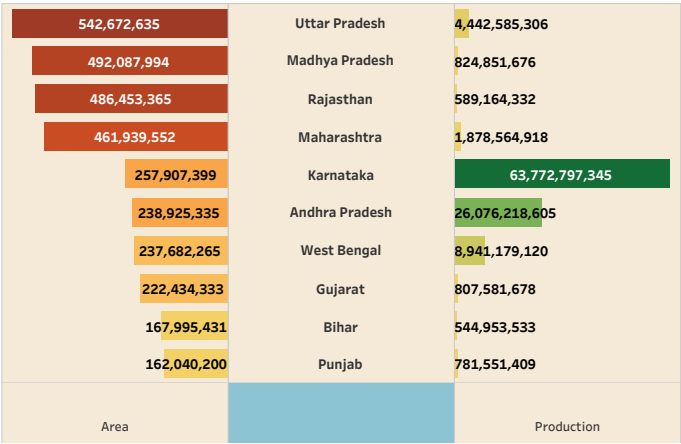 542,672,635 Uttar Pradesh 4,442,585,306
492,087,994 Madhya Pradesh 824,851,676
486,453,365 Rajasthan 589,164,332
461,939,552 Maharashtra 1,878,564,918
257,907,399 Karnataka 63,772,797,345
238,925,335 Andhra Pradesh 26,076,218,605
237,682,265 West Bengal 8,941,179,120
222,434,333 Gujarat 807,581,678
167,995,431 Bihar 544,953,533
162,040,200 Punjab 781,551,409
Area Production